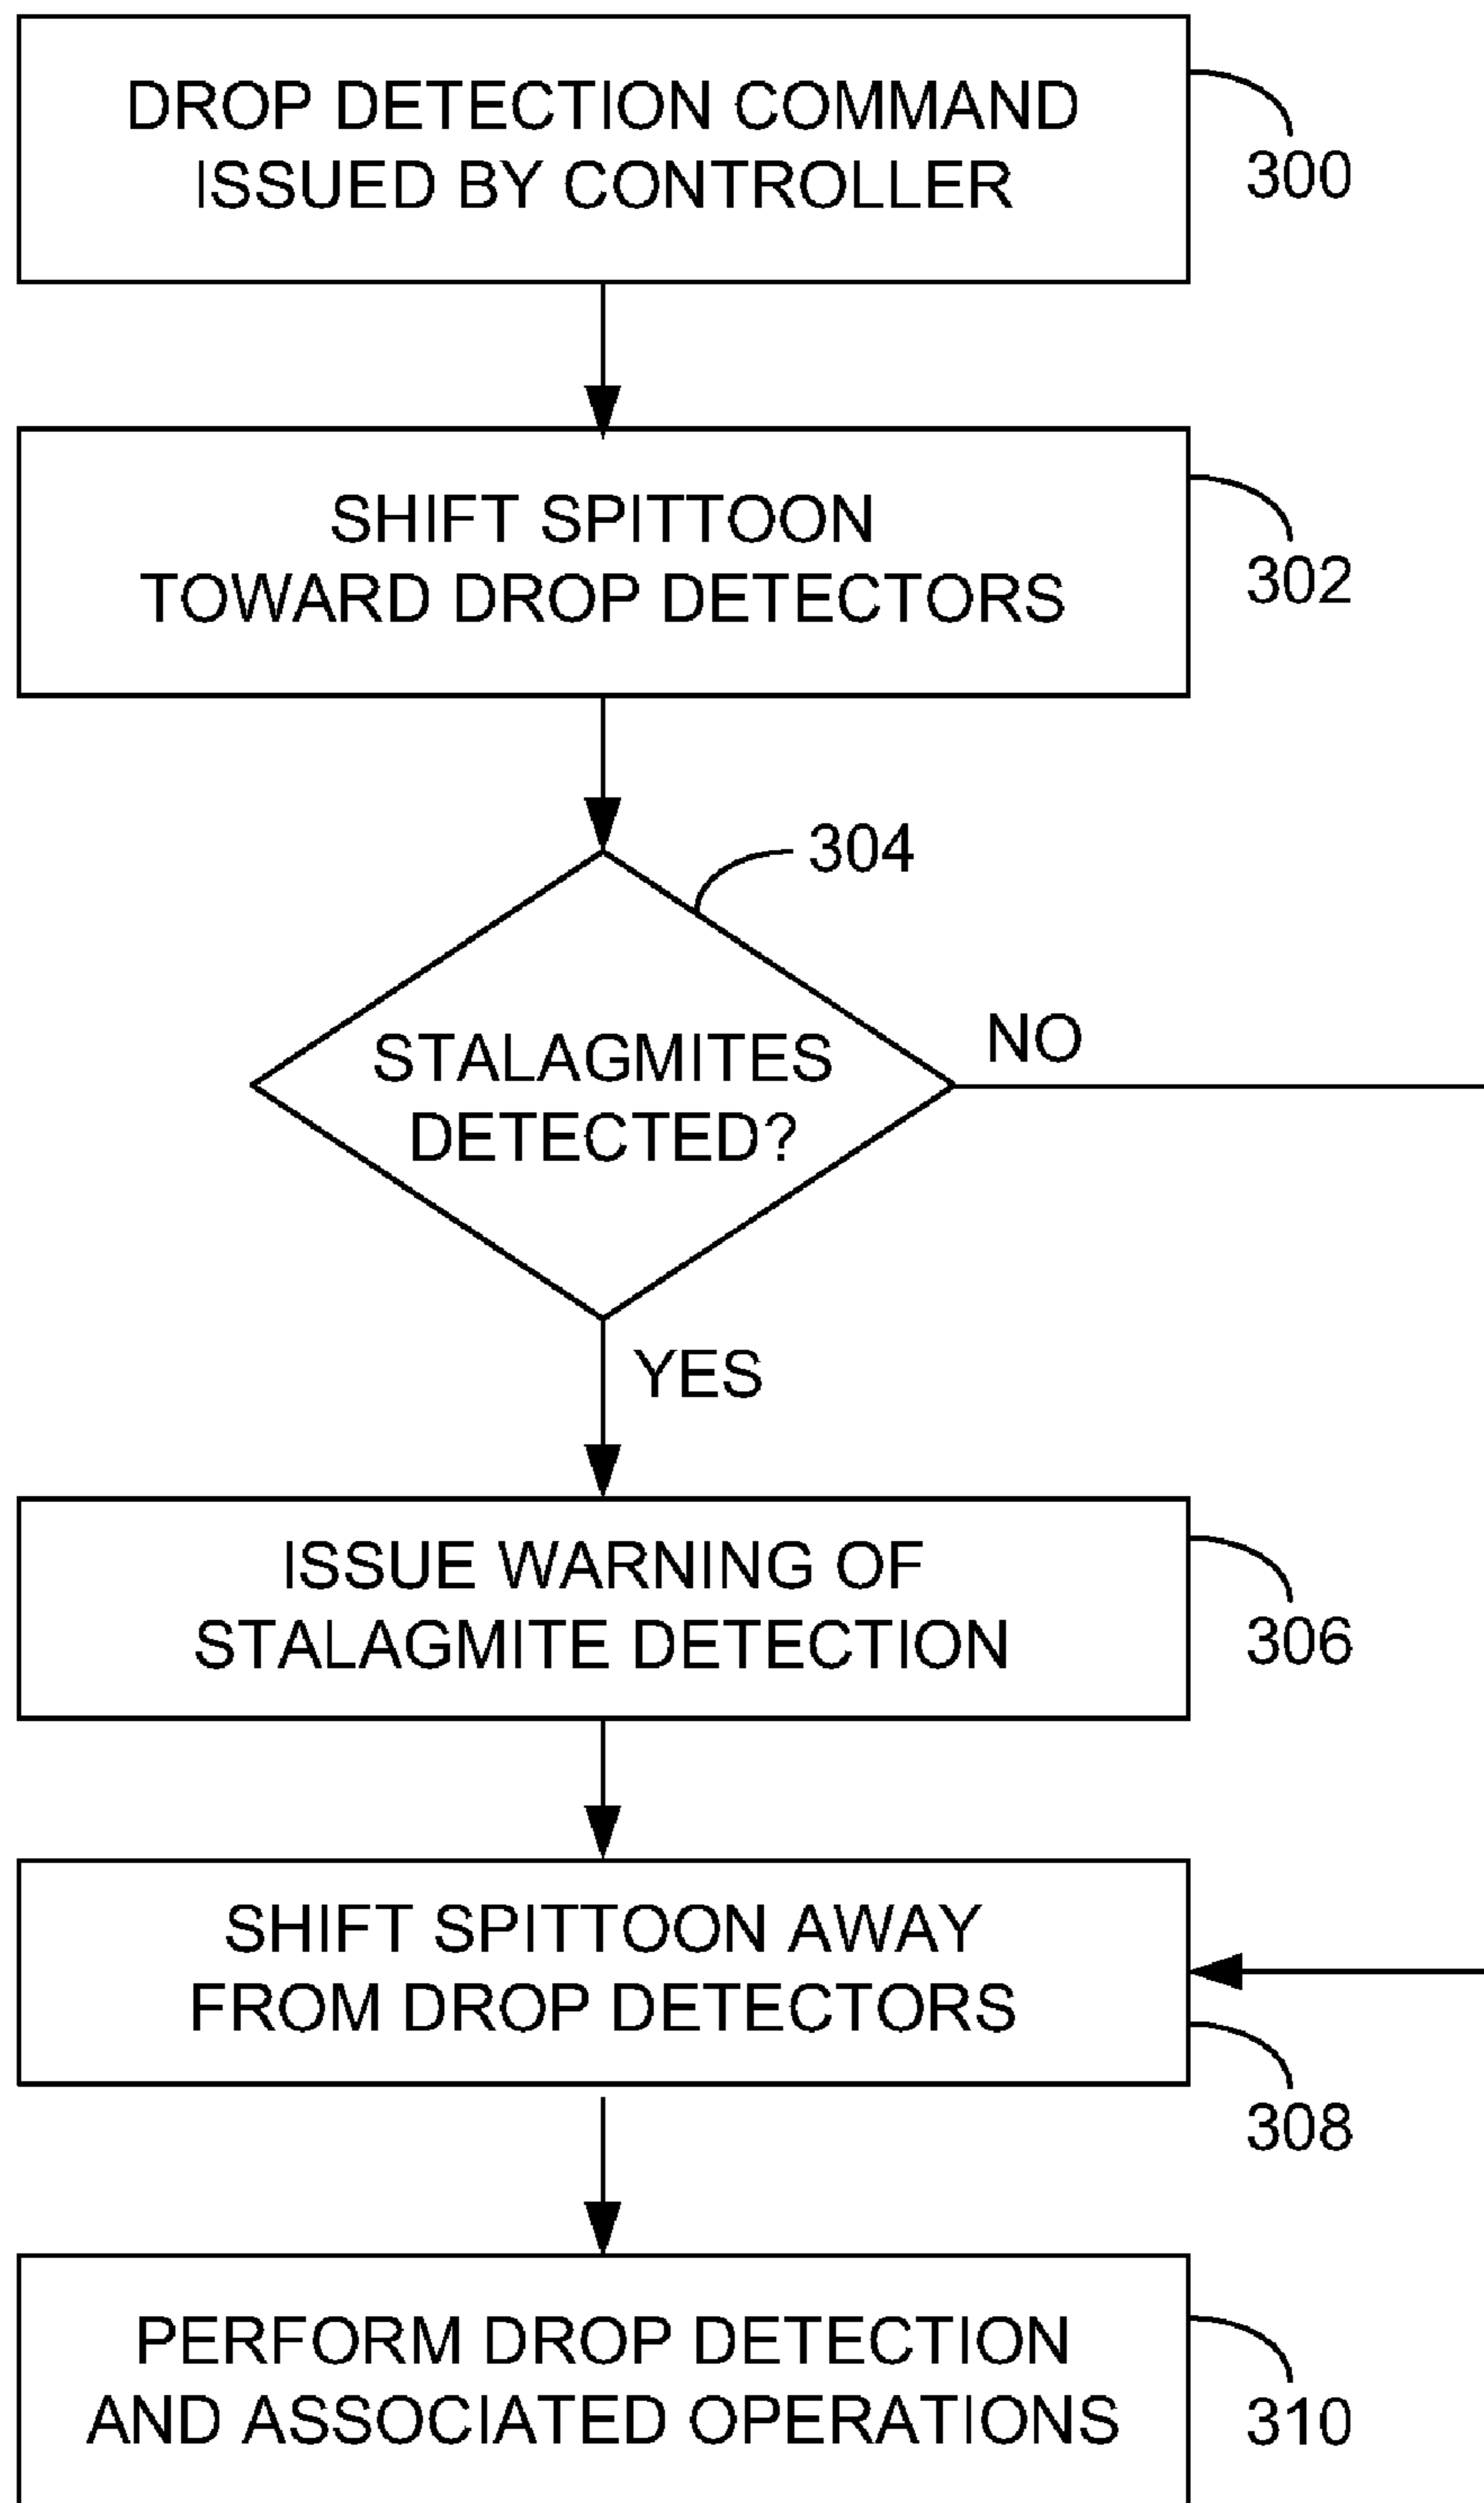 DROP DETECTION COMMAND
ISSUED BY CONTROLLER
300
SHIFT SPITTOON
TOWARD DROP DETECTORS
302
304
STALAGMITES
DETECTED?
NO
YES
ISSUE WARNING OF
STALAGMITE DETECTION
306
SHIFT SPITTOON AWAY
FROM DROP DETECTORS
308
PERFORM DROP DETECTION
AND ASSOCIATED OPERATIONS
310